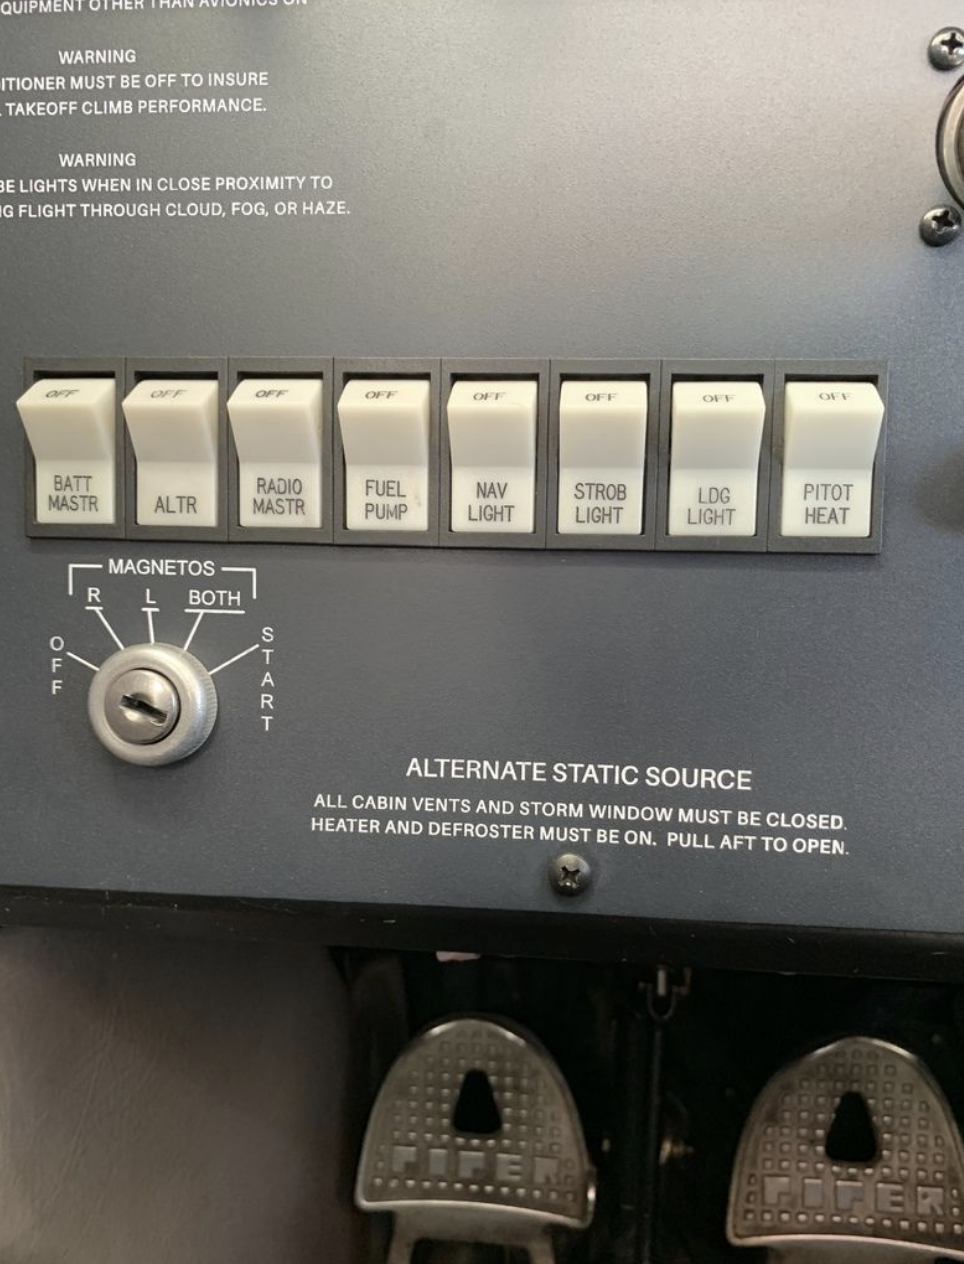 EQUIPMENT OTHER THAN AVIONICS ON
WARNING
MUST BE OFF TO INSURE
TAKEOFF CLIMB PERFORMANCE.
WARNING
LIGHTS WHEN IN CLOSE PROXIMITY TO
FLIGHT THROUGH CLOUD, FOG, OR HAZE.
OFF OFF OFF OFF OFF OFF OFF OFF
BATT MASTR
ALTR
RADIO MASTR
FUEL PUMP
NAV LIGHT
STROB LIGHT
LDG LIGHT
PITOT HEAT
MAGNETOS
OFF R L BOTH START
ALTERNATE STATIC SOURCE
ALL CABIN VENTS AND STORM WINDOW MUST BE CLOSED.
HEATER AND DEFROSTER MUST BE ON. PULL AFT TO OPEN.
PIPER
PIPER